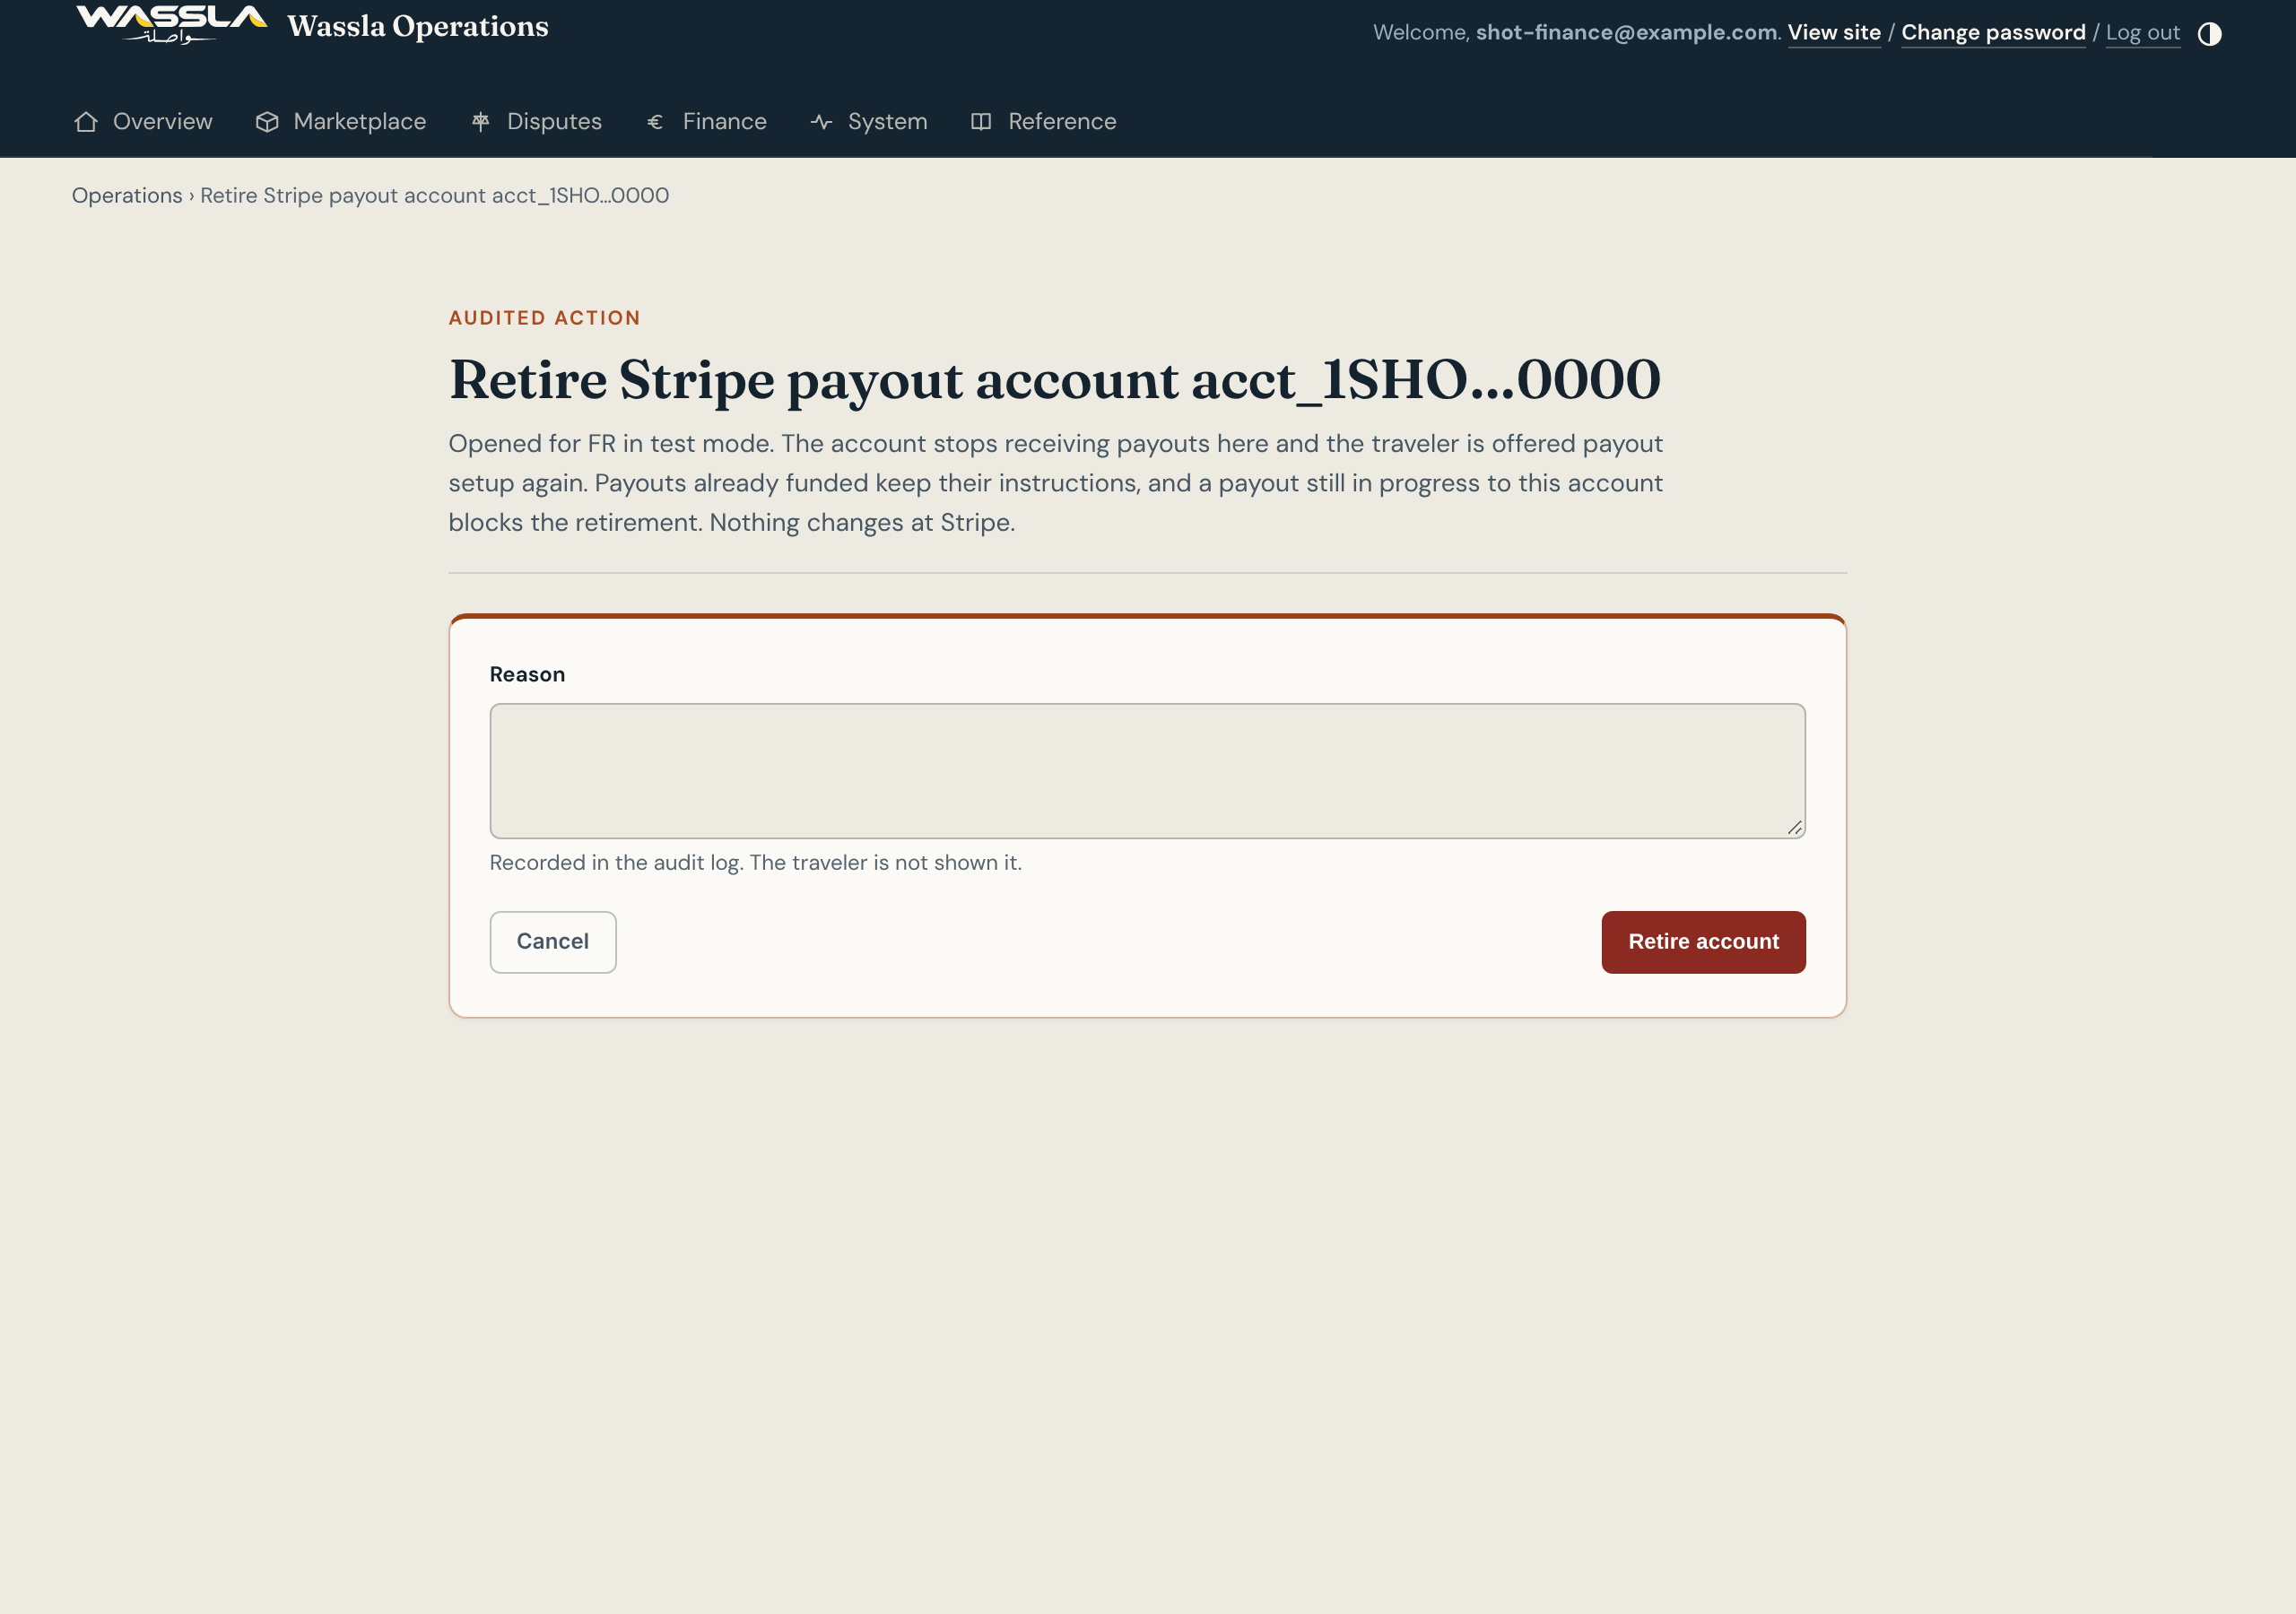 WASSLA
واصلة
Wassla Operations
Welcome, shot-finance@example.com. View site / Change password / Log out
Overview Marketplace Disputes Finance System Reference
Operations › Retire Stripe payout account acct_1SHO…0000
AUDITED ACTION
Retire Stripe payout account acct_1SHO…0000
Opened for FR in test mode. The account stops receiving payouts here and the traveler is offered payout
setup again. Payouts already funded keep their instructions, and a payout still in progress to this account
blocks the retirement. Nothing changes at Stripe.
Reason
Recorded in the audit log. The traveler is not shown it.
Cancel
Retire account